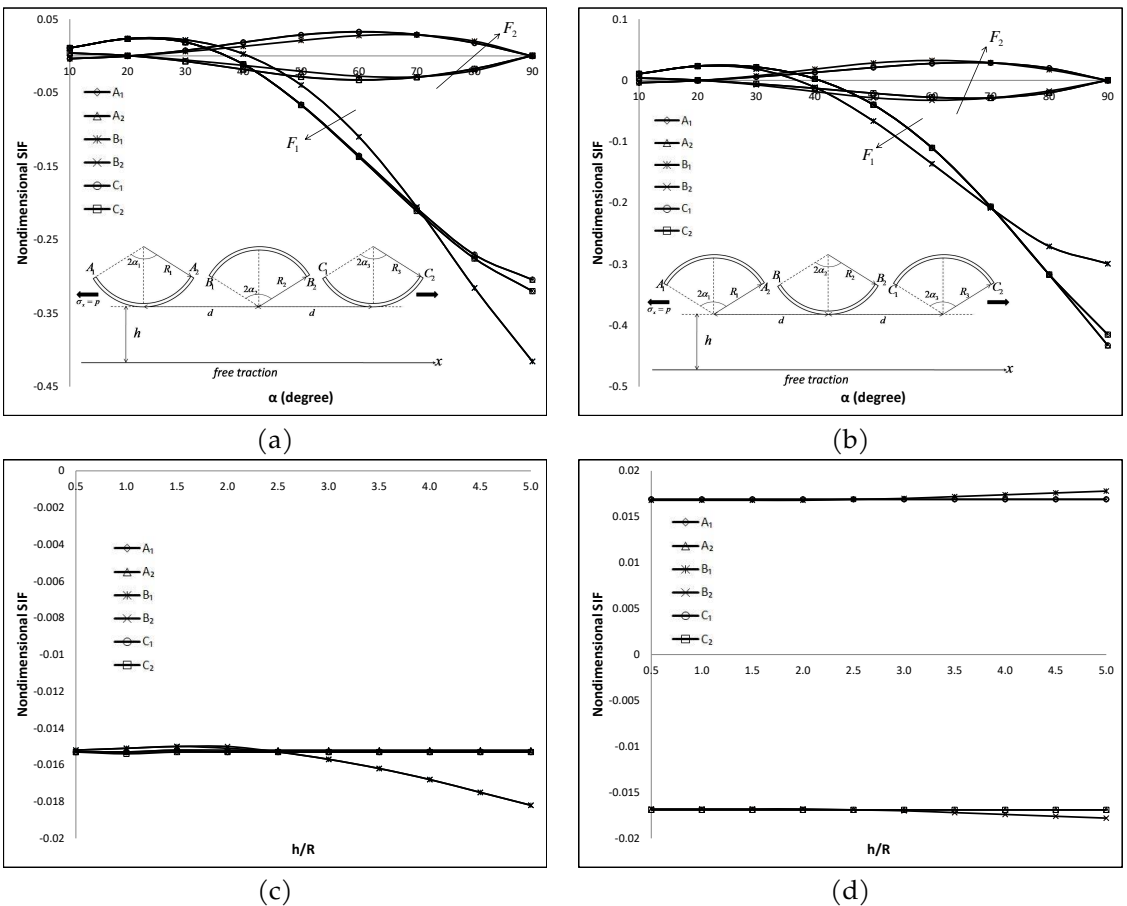 0.05
-0.05
-0.15
-0.25
-0.35
-0.45
10 20 30 40 50 60 70 80 90
Nondimensional SIF
α (degree)
A₁
A₂
B₁
B₂
C₁
C₂
F₂
F₁
A₁ 2α₁ R₁ A₂
B₁ 2α₂ R₂ B₂
C₁ 2α₃ R₃ C₂
σₓ = p
d d
h
x
free traction
(a)
0.1
0
-0.1
-0.2
-0.3
-0.4
-0.5
10 20 30 40 50 60 70 80 90
Nondimensional SIF
α (degree)
A₁
A₂
B₁
B₂
C₁
C₂
F₂
F₁
A₁ 2α₁ R₁ A₂
B₁ 2α₂ R₂ B₂
C₁ 2α₃ R₃ C₂
σₓ = p
d d
h
x
free traction
(b)
0
-0.002
-0.004
-0.006
-0.008
-0.01
-0.012
-0.014
-0.016
-0.018
-0.02
0.5 1.0 1.5 2.0 2.5 3.0 3.5 4.0 4.5 5.0
Nondimensional SIF
h/R
A₁
A₂
B₁
B₂
C₁
C₂
(c)
0.02
0.015
0.01
0.005
0
-0.005
-0.01
-0.015
-0.02
0.5 1.0 1.5 2.0 2.5 3.0 3.5 4.0 4.5 5.0
Nondimensional SIF
h/R
A₁
A₂
B₁
B₂
C₁
C₂
(d)